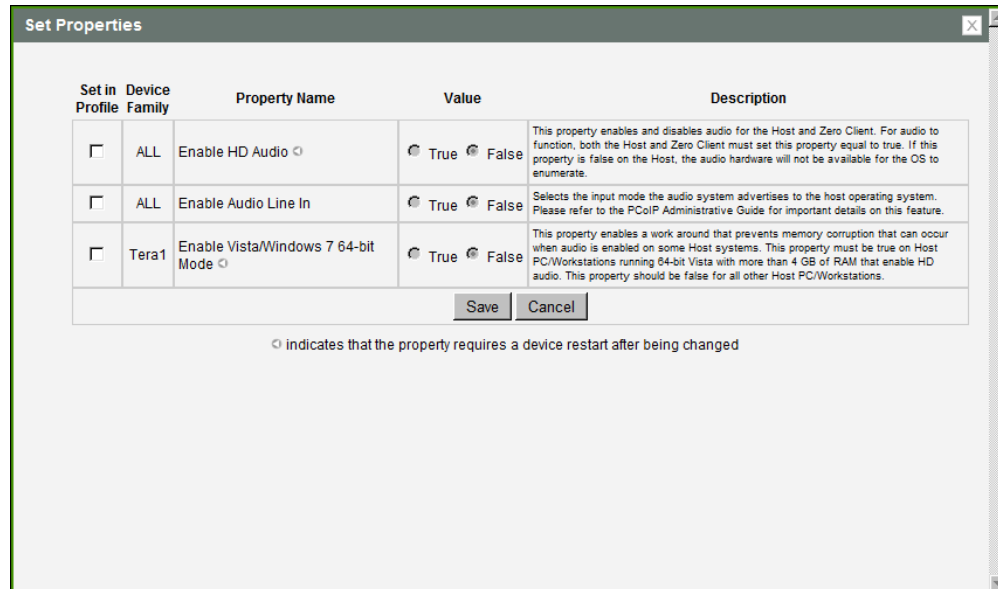 Set Properties
X
Set in Profile
Device Family
Property Name
Value
Description
ALL
Enable HD Audio
True False
This property enables and disables audio for the Host and Zero Client. For audio to
function, both the Host and Zero Client must set this property equal to true. If this
property is false on the Host, the audio hardware will not be available for the OS to
enumerate.
ALL
Enable Audio Line In
True False
Selects the input mode the audio system advertises to the host operating system.
Please refer to the PCoIP Administrative Guide for important details on this feature.
Tera1
Enable Vista/Windows 7 64-bit
Mode
True False
This property enables a work around that prevents memory corruption that can occur
when audio is enabled on some Host systems. This property must be true on Host
PC/Workstations running 64-bit Vista with more than 4 GB of RAM that enable HD
audio. This property should be false for all other Host PC/Workstations.
Save Cancel
indicates that the property requires a device restart after being changed